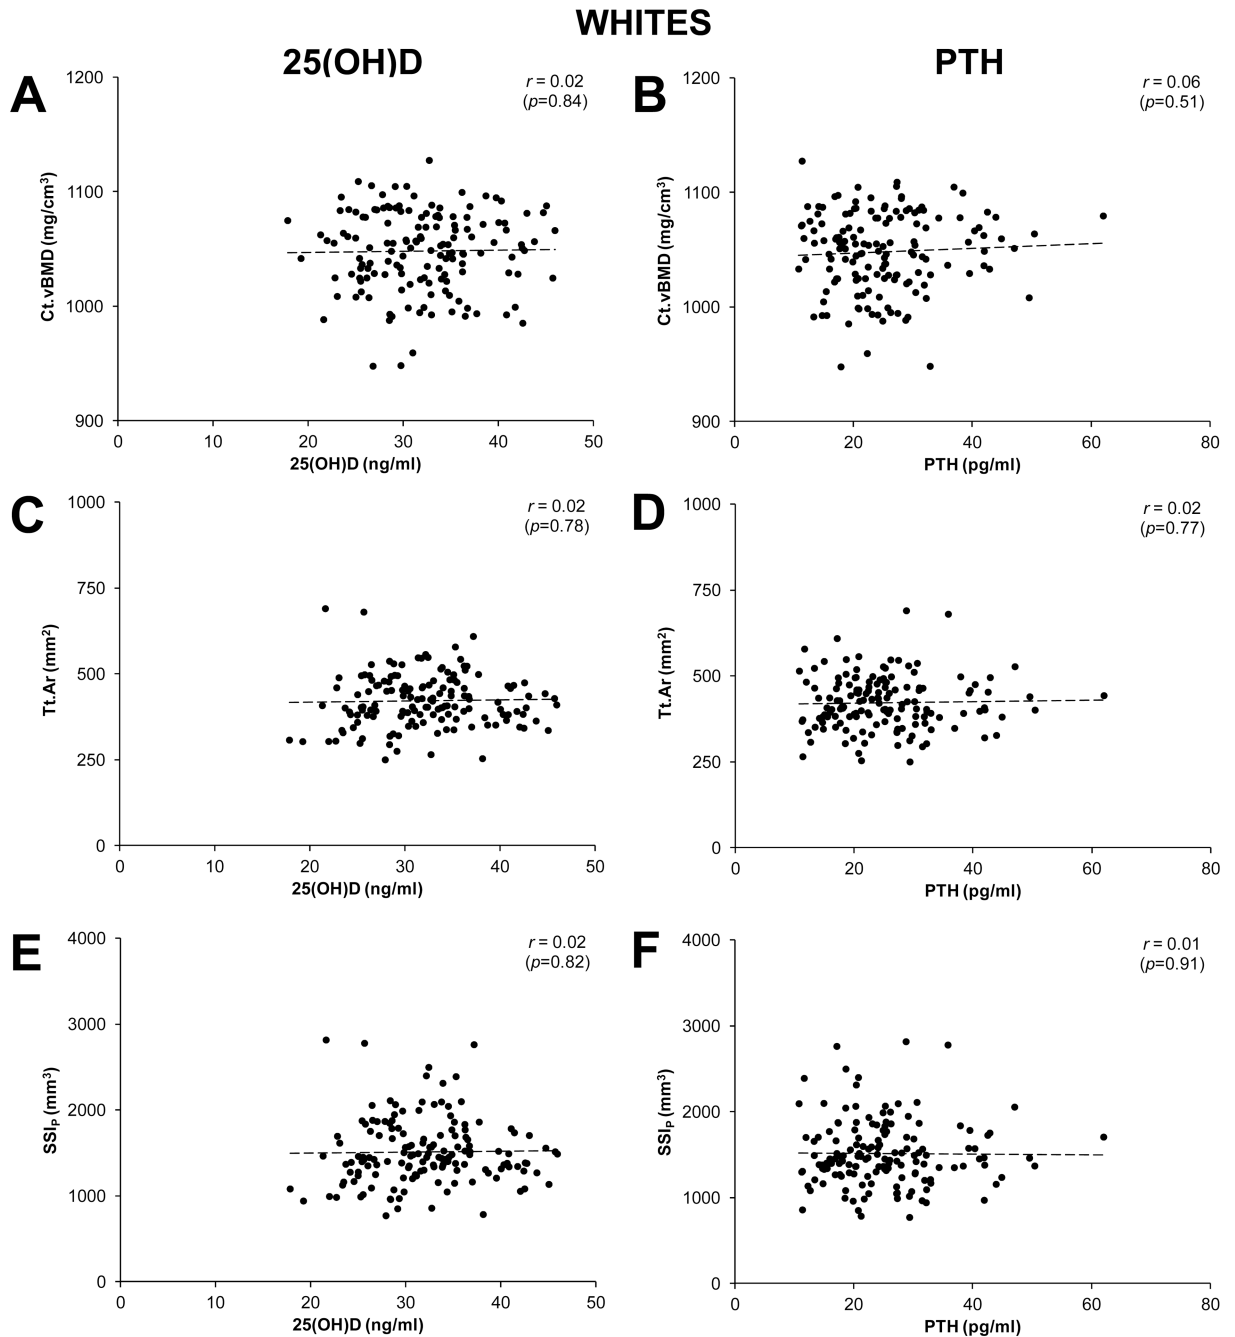 WHITES
25(OH)D
PTH
A
r = 0.02
(p=0.84)
1200
1100
1000
900
Ct.vBMD (mg/cm³)
0 10 20 30 40 50
25(OH)D (ng/ml)
B
r = 0.06
(p=0.51)
1200
1100
1000
900
Ct.vBMD (mg/cm³)
0 20 40 60 80
PTH (pg/ml)
C
r = 0.02
(p=0.78)
1000
750
500
250
0
Tt.Ar (mm²)
0 10 20 30 40 50
25(OH)D (ng/ml)
D
r = 0.02
(p=0.77)
1000
750
500
250
0
Tt.Ar (mm²)
0 20 40 60 80
PTH (pg/ml)
E
r = 0.02
(p=0.82)
4000
3000
2000
1000
0
SSIₚ (mm³)
0 10 20 30 40 50
25(OH)D (ng/ml)
F
r = 0.01
(p=0.91)
4000
3000
2000
1000
0
SSIₚ (mm³)
0 20 40 60 80
PTH (pg/ml)